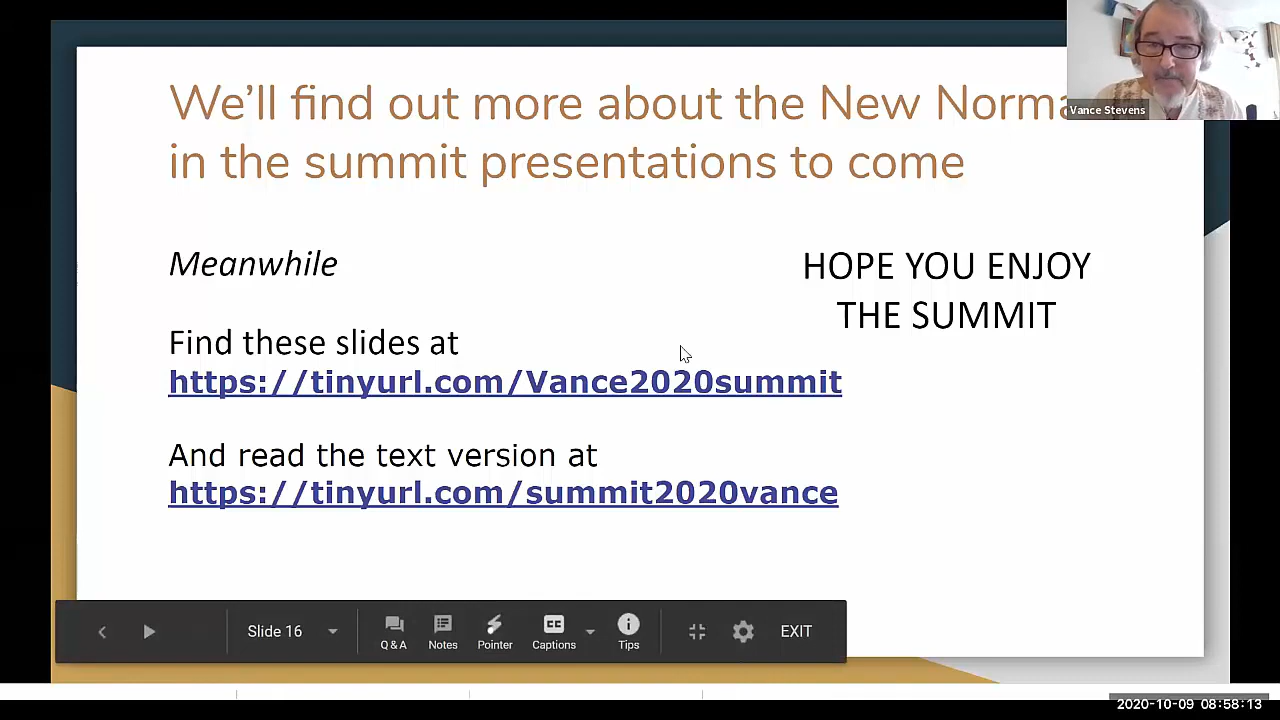 We'll find out more about the New Norma
in the summit presentations to come
Vance Stevens
Meanwhile
HOPE YOU ENJOY
THE SUMMIT
Find these slides at
https://tinyurl.com/Vance2020summit
And read the text version at
https://tinyurl.com/summit2020vance
Slide 16
Q & A
Notes
Pointer
CC
Captions
Tips
EXIT
2020-10-09 08:58:13